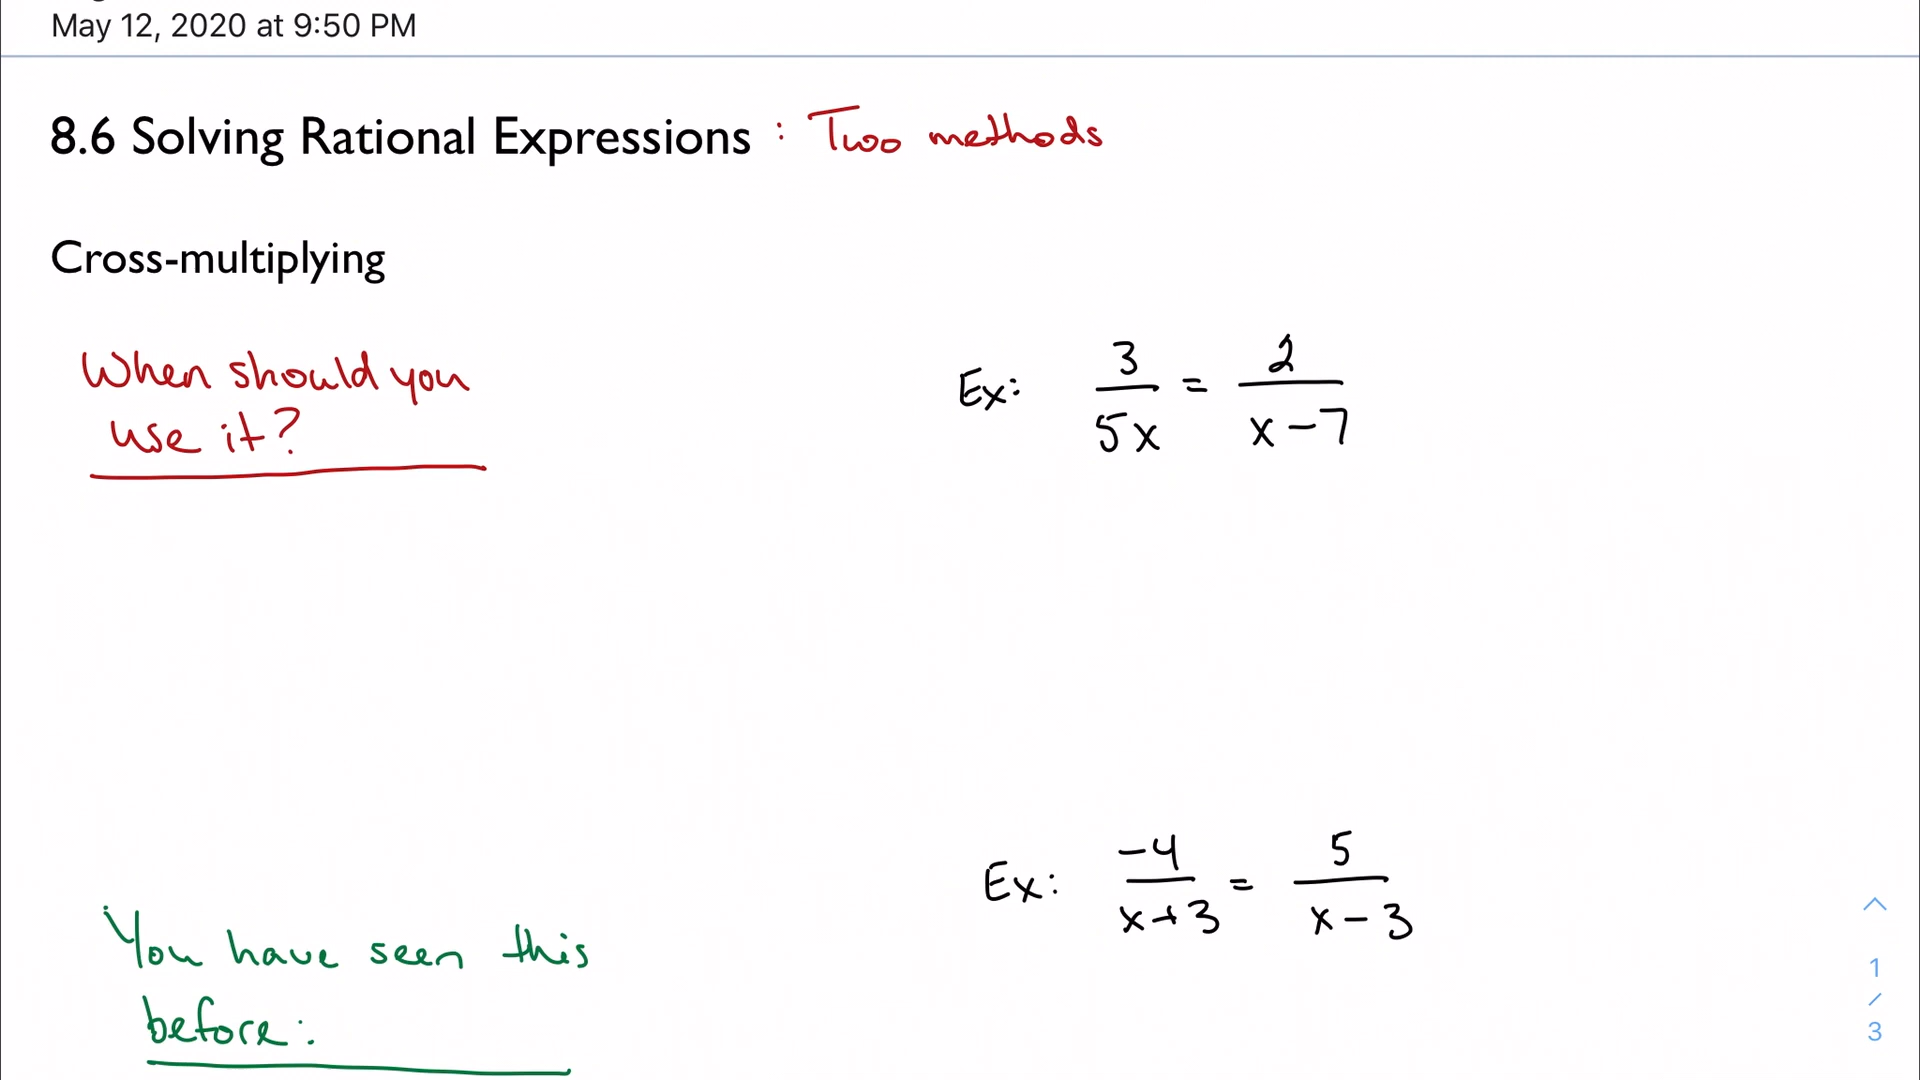 May 12, 2020 at 9:50 PM
8.6 Solving Rational Expressions : Two methods
Cross-multiplying
When should you
use it?
Ex: 3/5x = 2/x-7
Ex: -4/x+3 = 5/x-3
You have seen this
before:
1
/
3